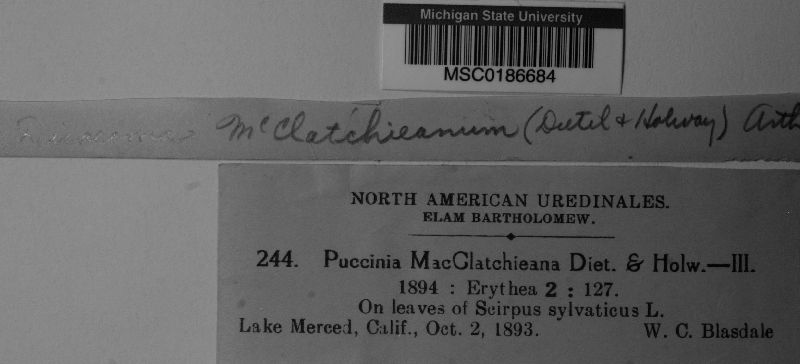 Michigan State University
MSC0186684
McClatchieanum (Dietel & Holway) Arth
NORTH AMERICAN UREDINALES.
ELAM BARTHOLOMEW.
244. Puccinia MacClatchieana Diet. & Holw.—III.
1894 : Erythea 2 : 127.
On leaves of Scirpus sylvaticus L.
Lake Merced, Calif., Oct. 2, 1893. W. C. Blasdale